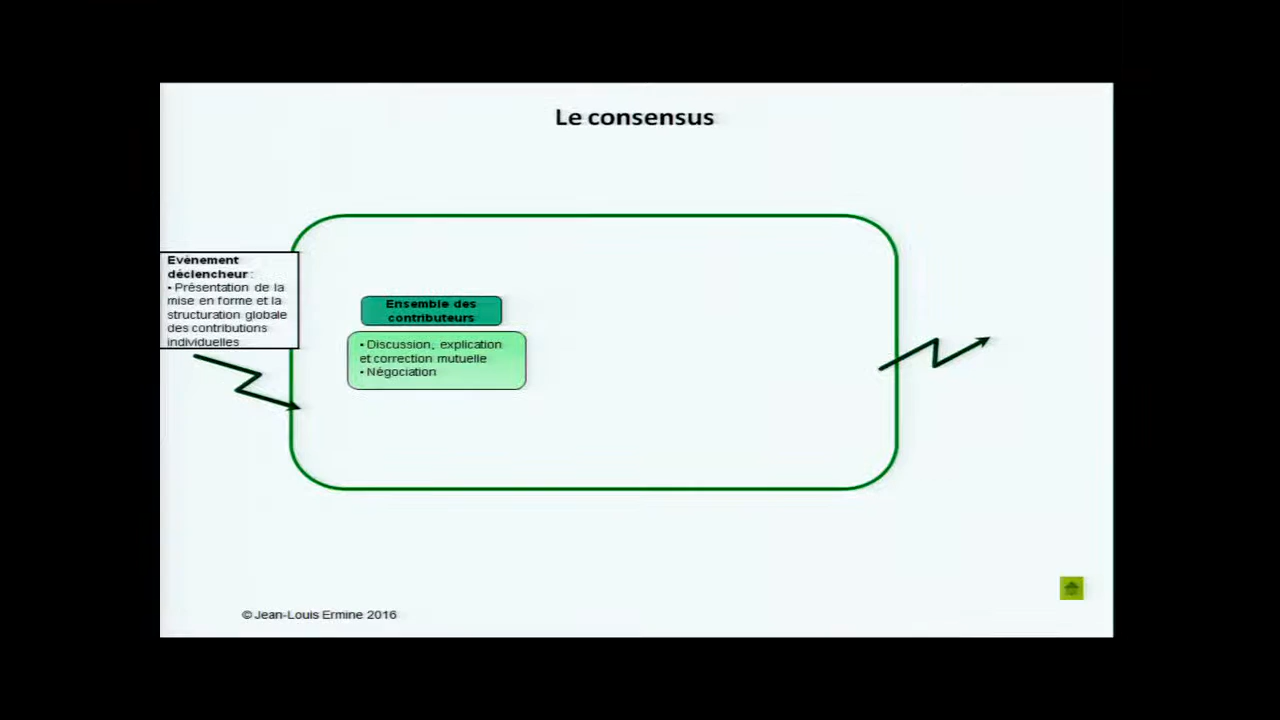 Le consensus
Evénement
déclencheur :
• Présentation de la
mise en forme et la
structuration globale
des contributions
individuelles
Ensemble des
contributeurs
• Discussion, explication
et correction mutuelle
• Négociation
© Jean-Louis Ermine 2016